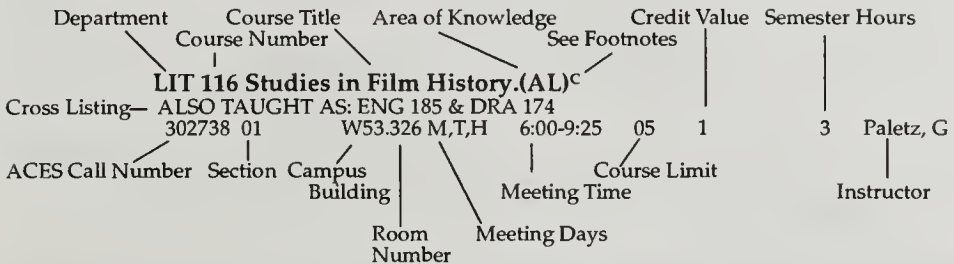 Department Course Title Area of Knowledge Credit Value Semester Hours
Course Number See Footnotes
LIT 116 Studies in Film History.(AL)C
Cross Listing— ALSO TAUGHT AS: ENG 185 & DRA 174
302738 01 W53.326 M,T,H 6:00-9:25 05 1 3 Paletz, G
ACES Call Number Section Campus Course Limit
Building Meeting Time Instructor
Room Meeting Days
Number